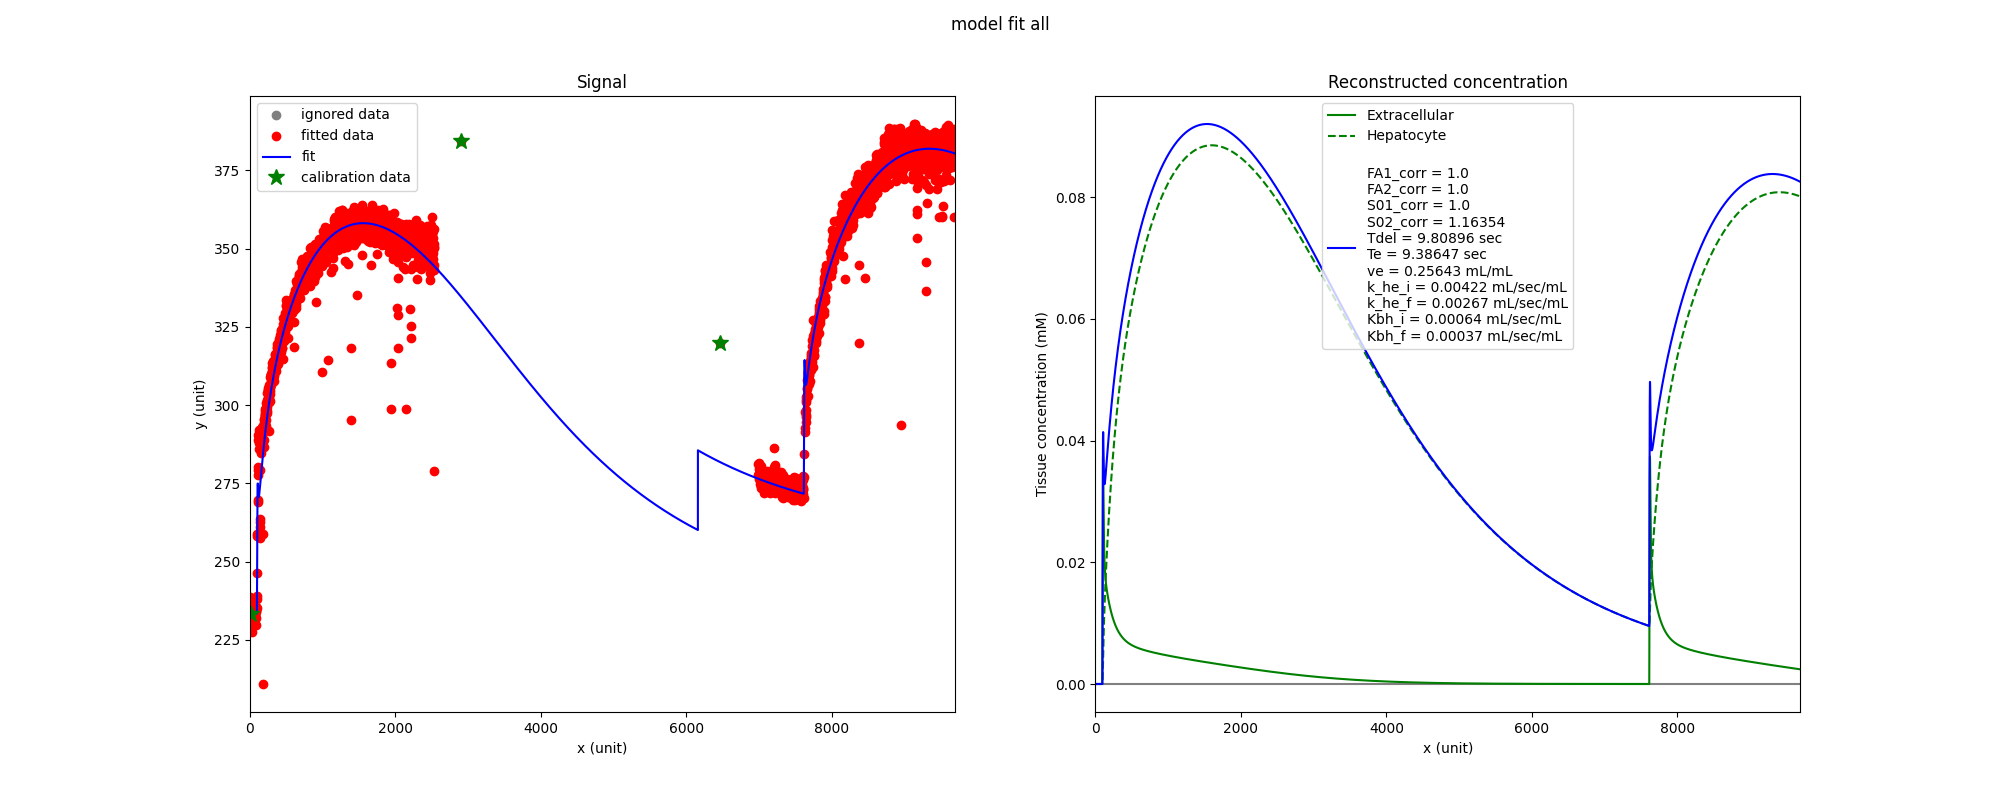 model fit all
Signal
ignored data
fitted data
fit
calibration data
y (unit)
375
350
325
300
275
250
225
0
2000
4000
6000
8000
x (unit)
Reconstructed concentration
Extracellular
Hepatocyte
FA1_corr = 1.0
FA2_corr = 1.0
S01_corr = 1.0
S02_corr = 1.16354
Tdel = 9.80896 sec
Te = 9.38647 sec
ve = 0.25643 mL/mL
k_he_i = 0.00422 mL/sec/mL
k_he_f = 0.00267 mL/sec/mL
Kbh_i = 0.00064 mL/sec/mL
Kbh_f = 0.00037 mL/sec/mL
Tissue concentration (mM)
0.08
0.06
0.04
0.02
0.00
0
2000
4000
6000
8000
x (unit)